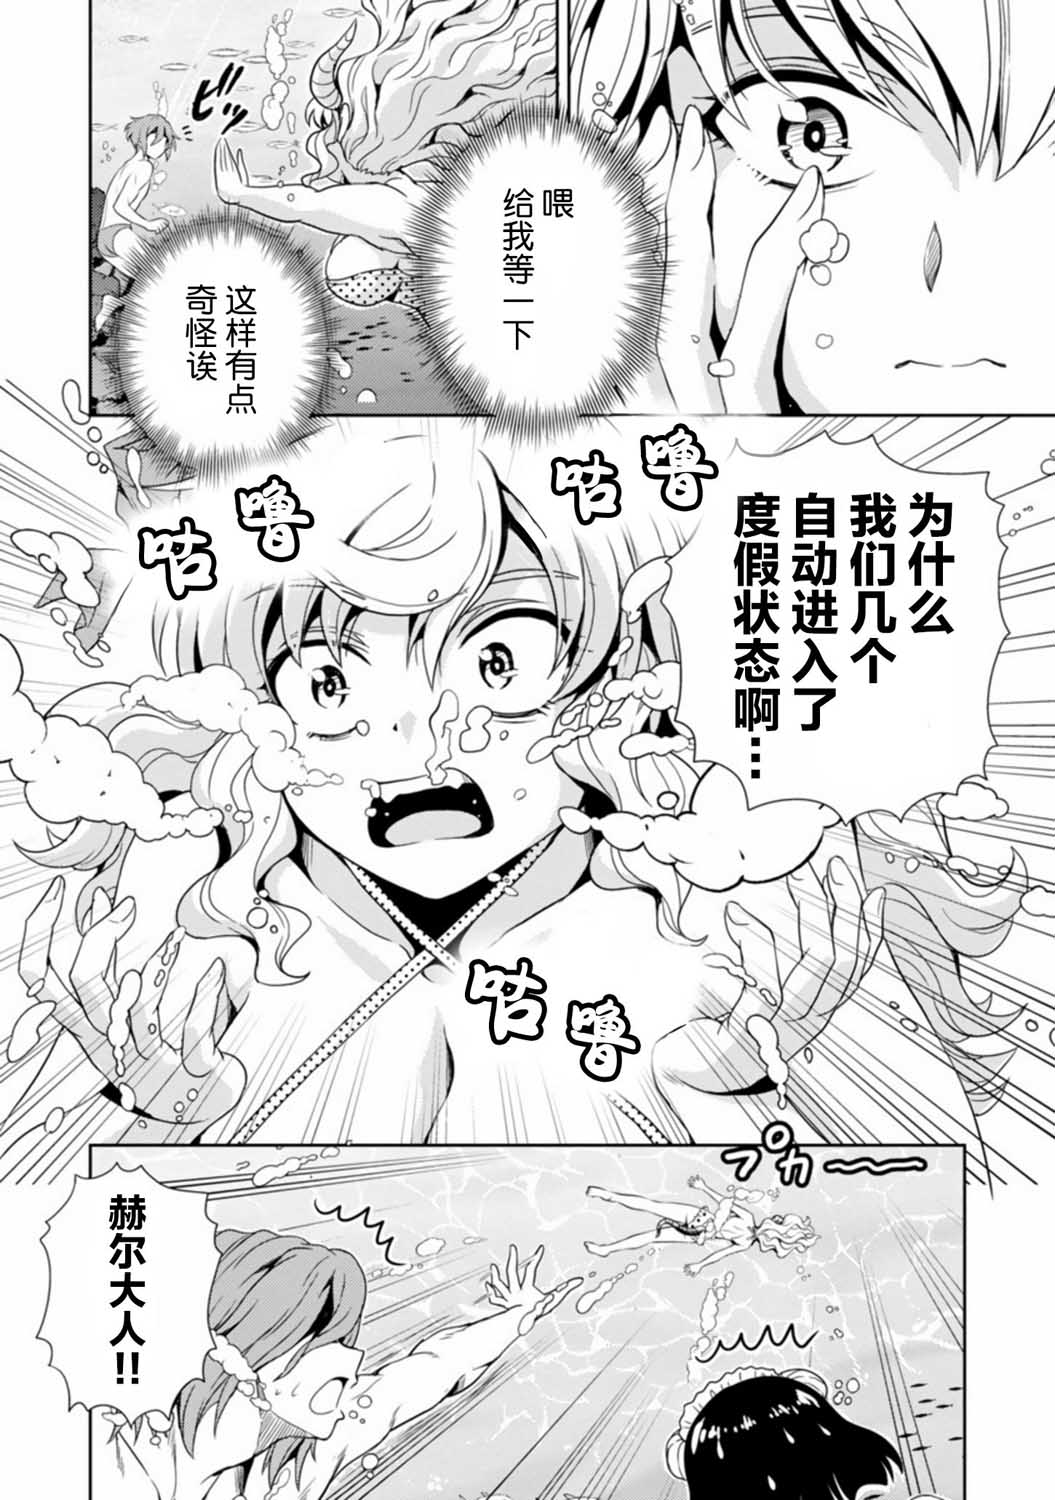 喂
给我等一下
这样有点
奇怪诶
ビッ
为什么
我们几个
自动进入了
度假状态啊…
咕噜
咕噜
咕噜
プカ～
赫尔大人!!